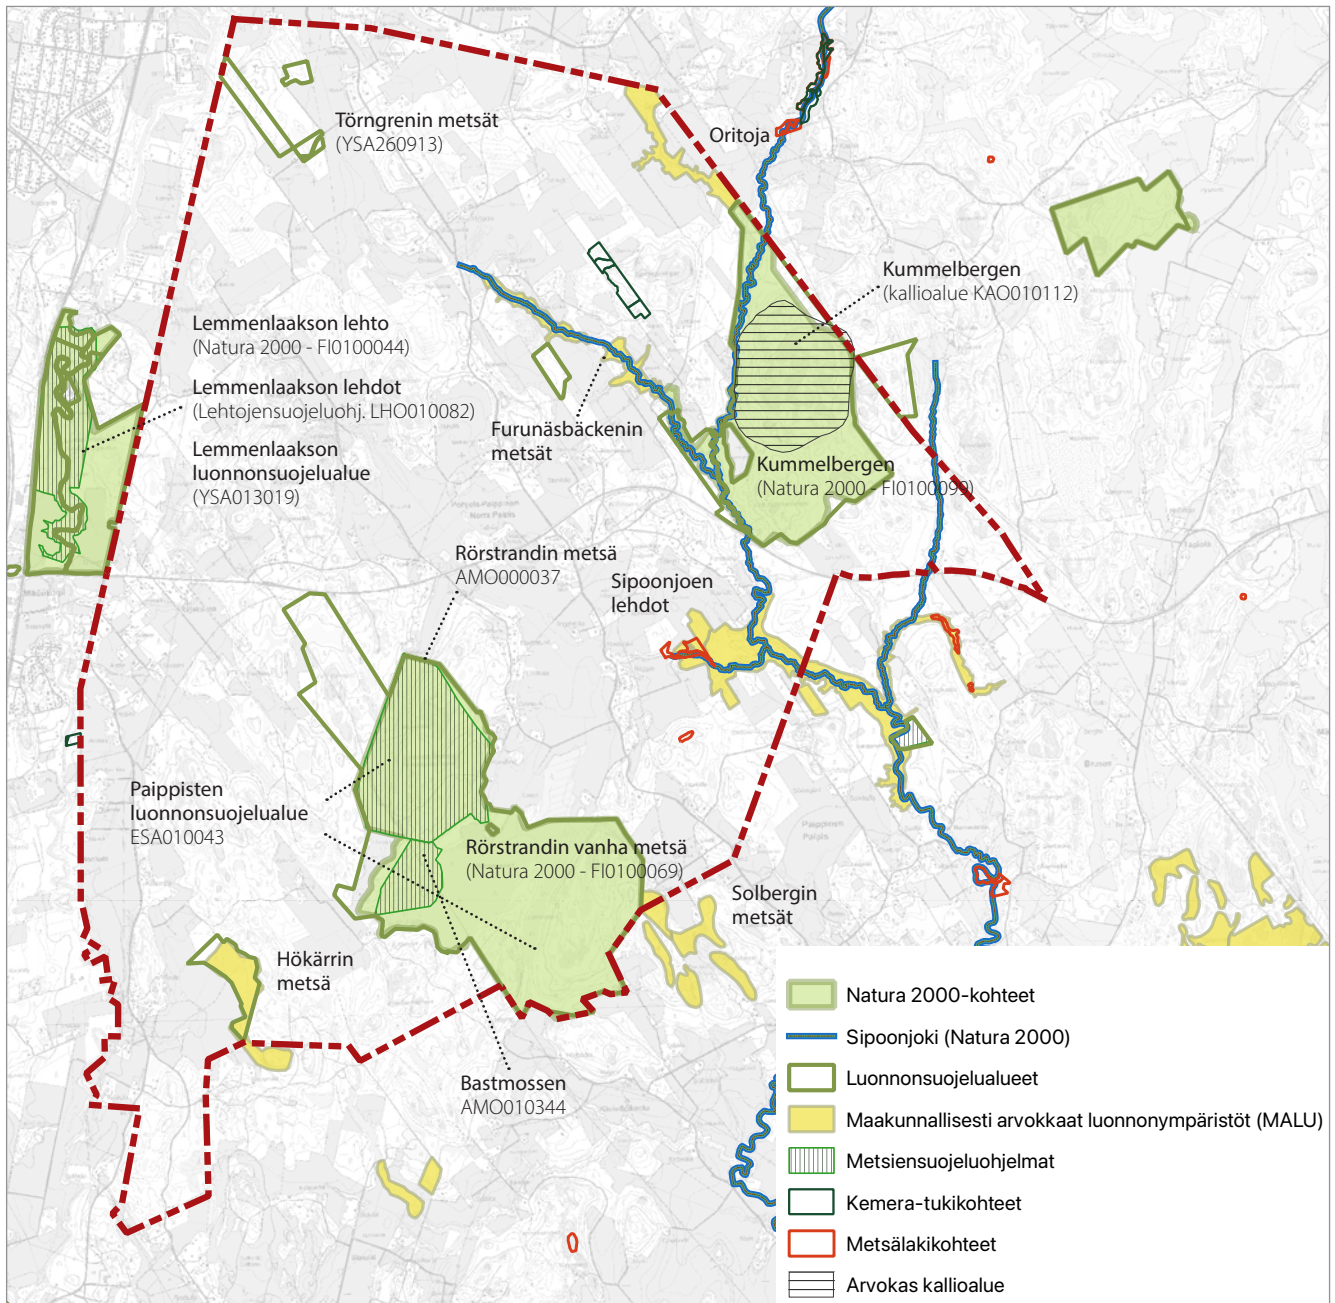 Törngrenin metsät
(YSA260913)
Oritoja
Kummelbergen
(kallioalue KAO010112)
Lemmenlaakson lehto
(Natura 2000 - FI0100044)
Lemmenlaakson lehdot
(Lehtojensuojeluohj. LHO010082)
Lemmenlaakson
luonnonsuojelualue
(YSA013019)
Furunäsbäckenin
metsät
Kummelbergen
(Natura 2000 - FI0100099)
Rörstrandin metsä
AMO000037
Sipoonjoen
lehdot
Paippisten
luonnonsuojelualue
ESA010043
Rörstrandin vanha metsä
(Natura 2000 - FI0100069)
Solbergin
metsät
Hökärrin
metsä
Bastmossen
AMO010344
Natura 2000-kohteet
Sipoonjoki (Natura 2000)
Luonnonsuojelualueet
Maakunnallisesti arvokkaat luonnonympäristöt (MALU)
Metsiensuojeluohjelmat
Kemera-tukikohteet
Metsälakikohteet
Arvokas kallioalue